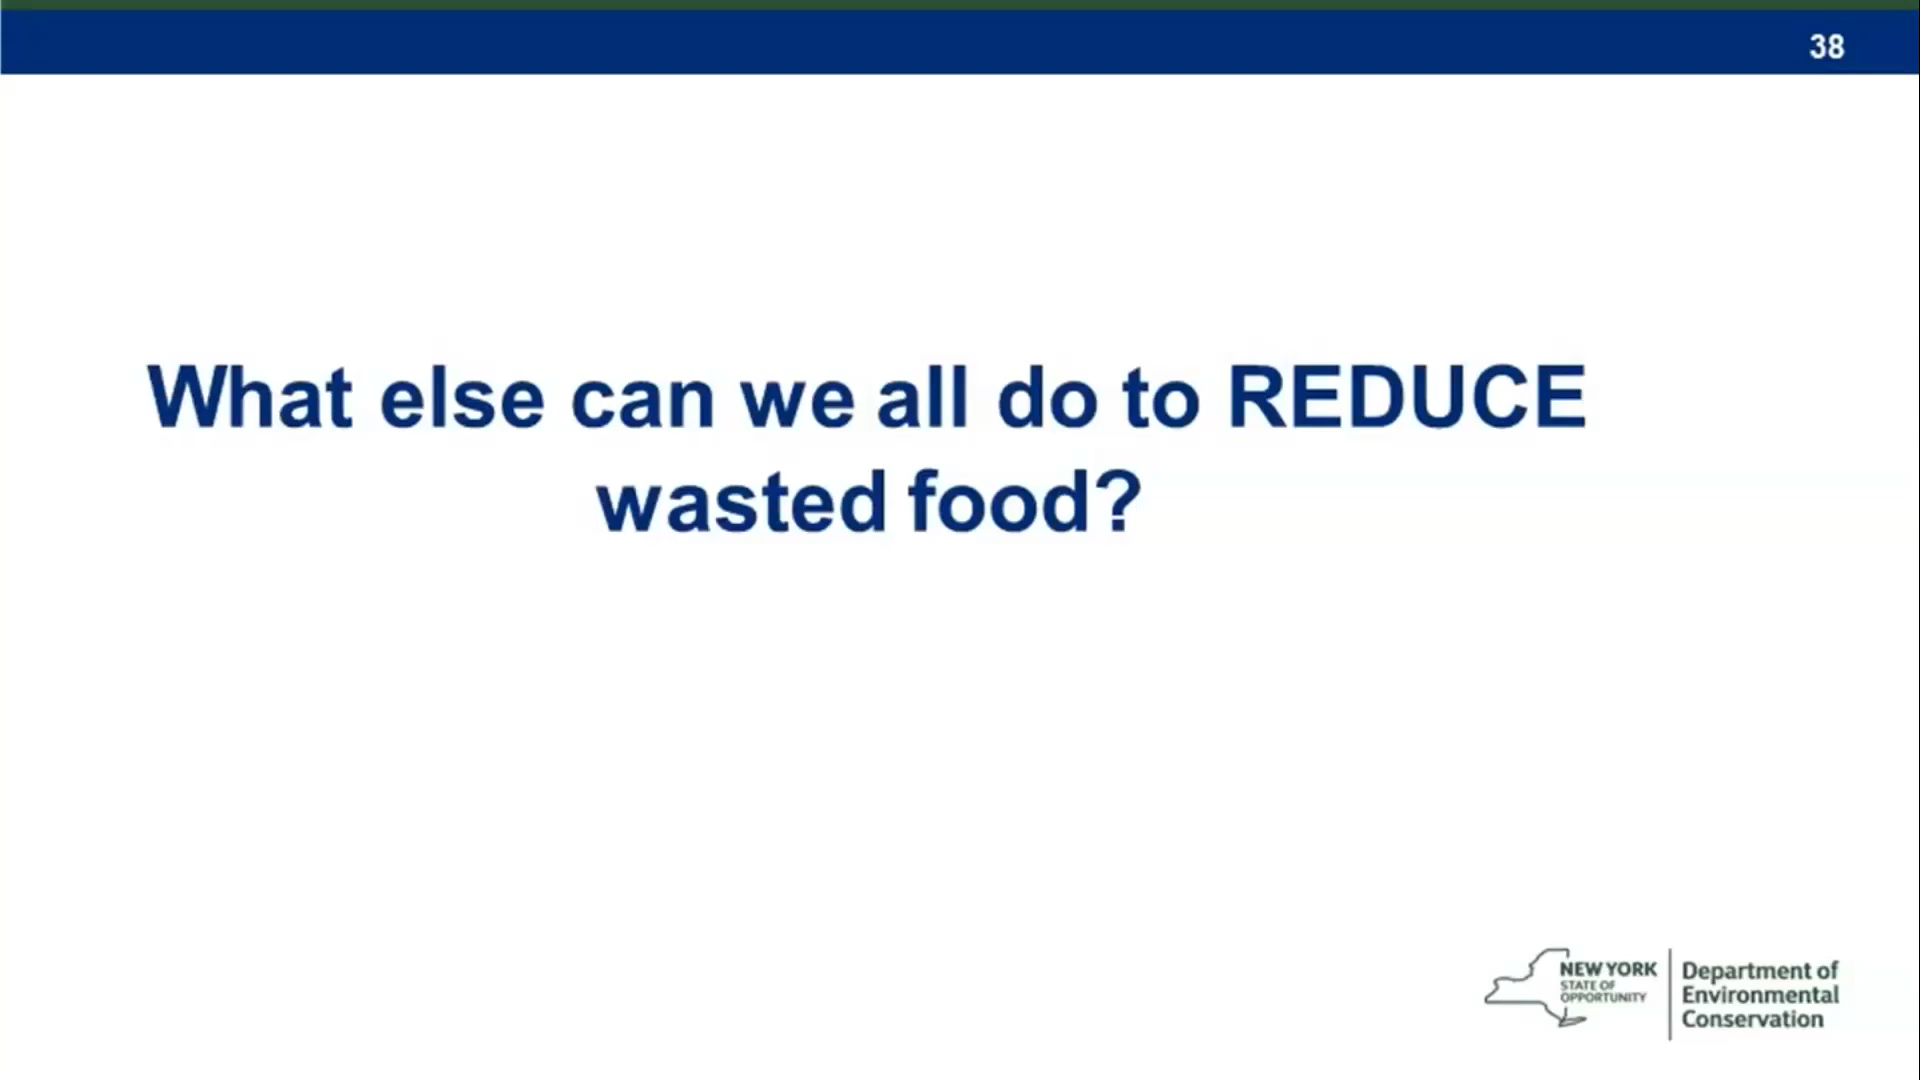 38
What else can we all do to REDUCE
wasted food?
NEW YORK
STATE OF
OPPORTUNITY
Department of
Environmental
Conservation